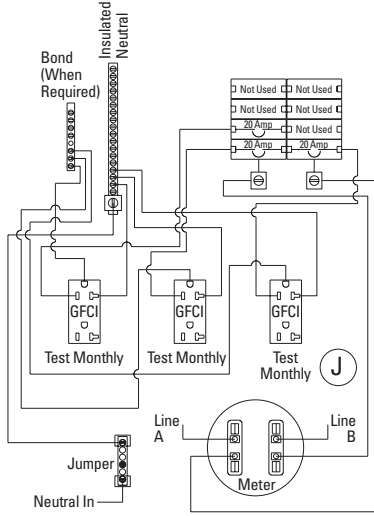 Insulated
Neutral
Bond
(When
Required)
Not Used
Not Used
Not Used
Not Used
20 Amp
Not Used
20 Amp
20 Amp
GFCI
GFCI
GFCI
Test Monthly
Test Monthly
Test
Monthly
J
Line
A
Line
B
Jumper
Meter
Neutral In